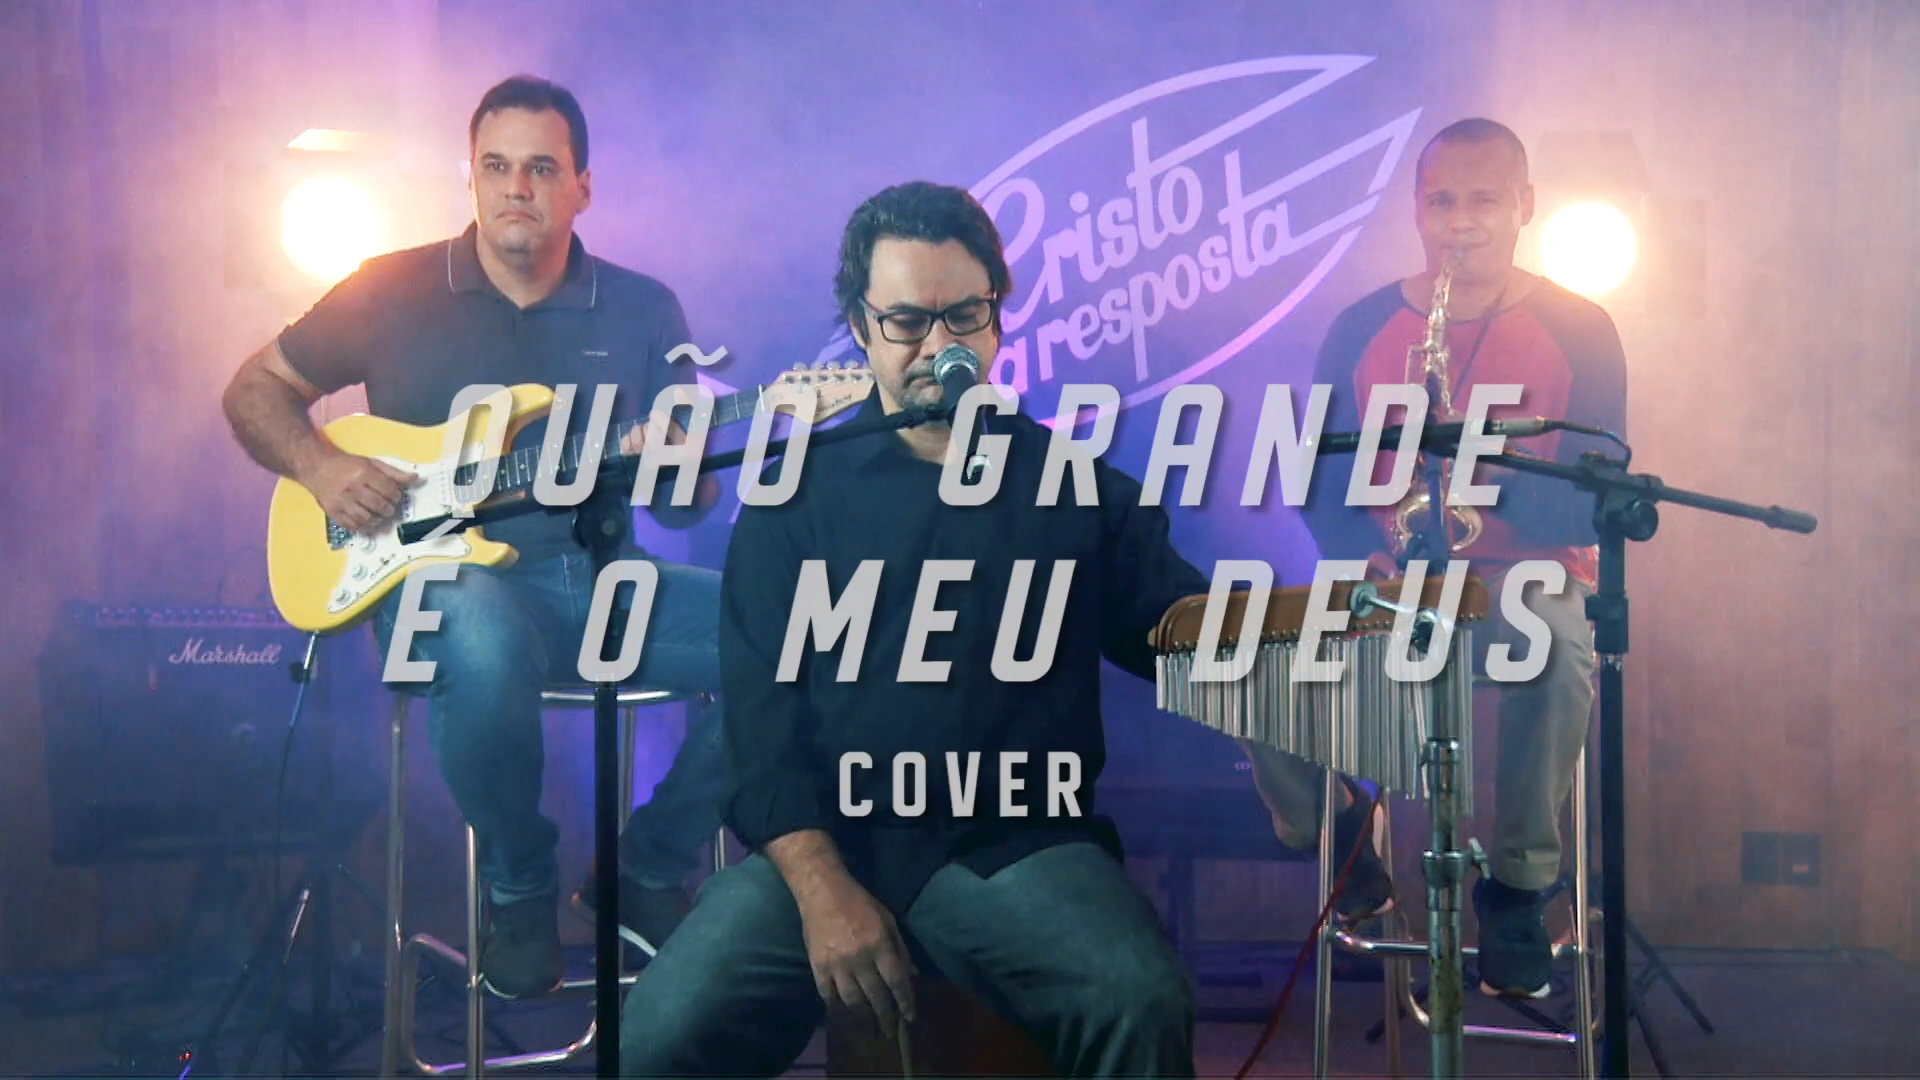 Cristo
a resposta
QUÃO GRANDE
É O MEU DEUS
COVER
Marshall